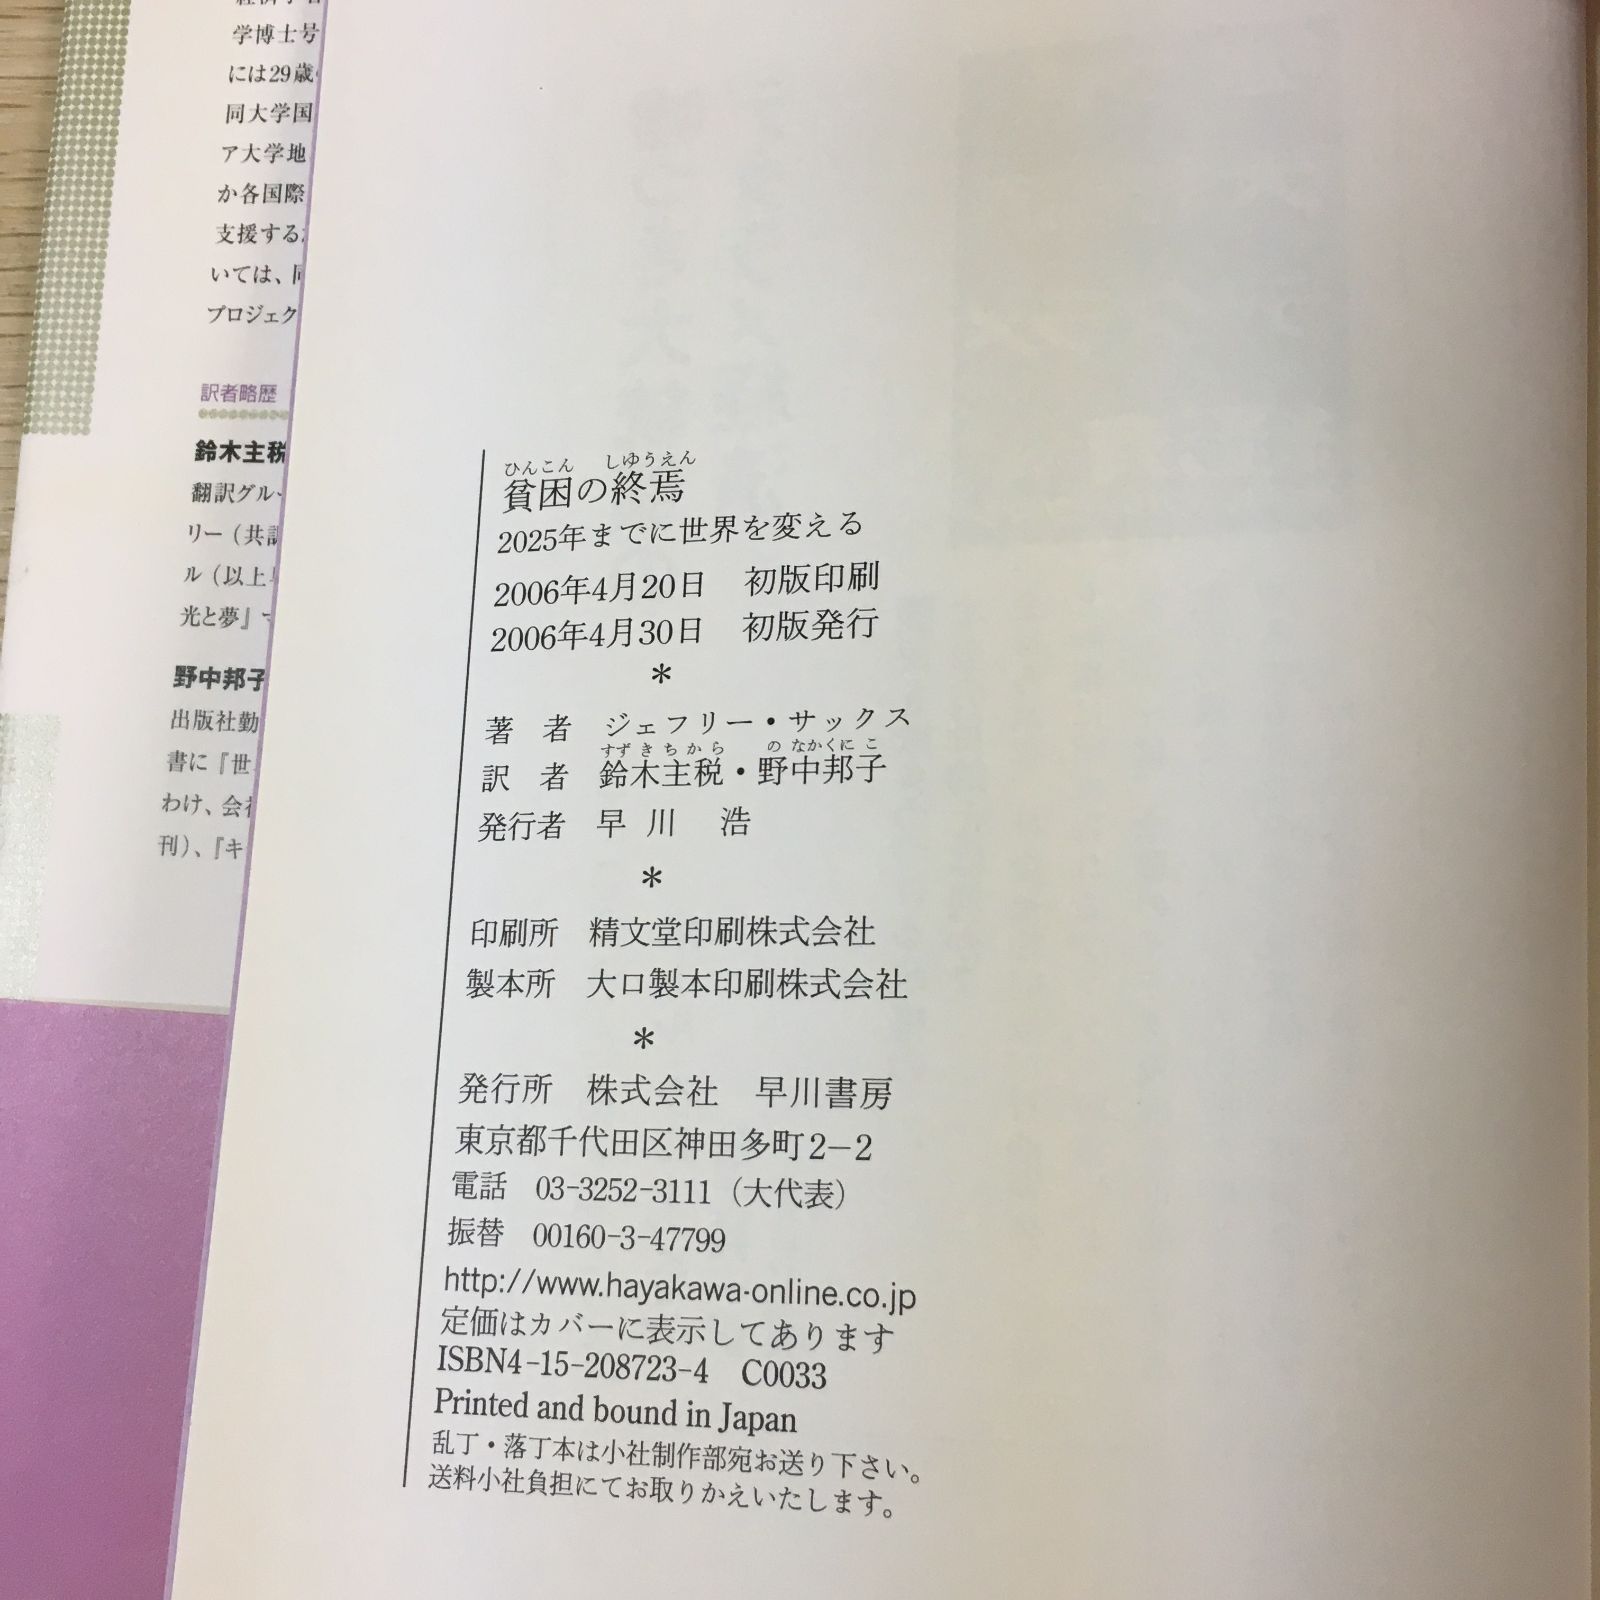 学博士号
には29歳
同大学国
ア大学地
か各国際
支援する
いては、同
プロジェク
訳者略歴
鈴木主税
翻訳グルー
リー（共訳
ル（以上
光と夢』
野中邦子
出版社勤
書に『世
わけ、会社
刊）、『キ
ひんこん しゆうえん
貧困の終焉
2025年までに世界を変える
2006年4月20日 初版印刷
2006年4月30日 初版発行
＊
著 者 ジェフリー・サックス
すずきちから のなかくにこ
訳 者 鈴木主税・野中邦子
発行者 早川 浩
＊
印刷所 精文堂印刷株式会社
製本所 大口製本印刷株式会社
＊
発行所 株式会社 早川書房
東京都千代田区神田多町2－2
電話 03-3252-3111（大代表）
振替 00160-3-47799
http://www.hayakawa-online.co.jp
定価はカバーに表示してあります
ISBN4-15-208723-4 C0033
Printed and bound in Japan
乱丁・落丁本は小社制作部宛お送り下さい。
送料小社負担にてお取りかえいたします。